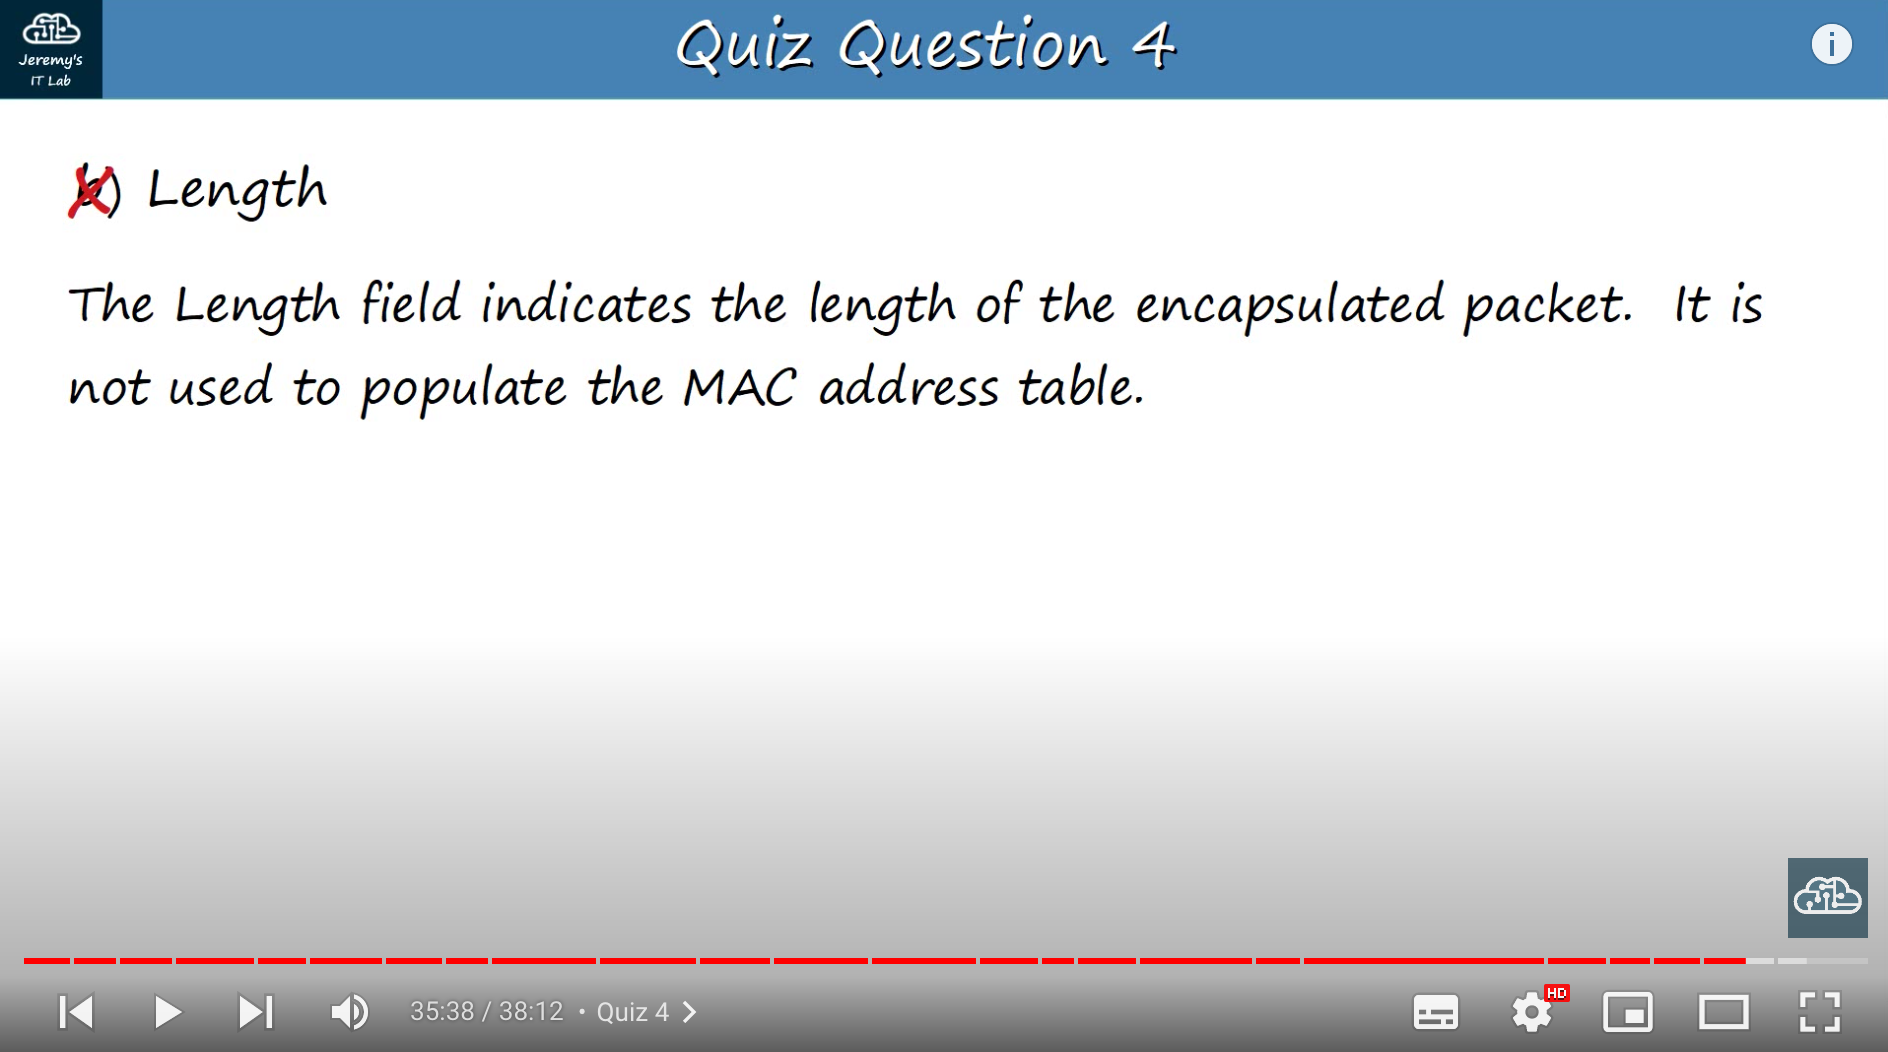 Jeremy's
IT Lab
Quiz Question 4
b) Length
The Length field indicates the length of the encapsulated packet. It is
not used to populate the MAC address table.
35:38 / 38:12 • Quiz 4
HD